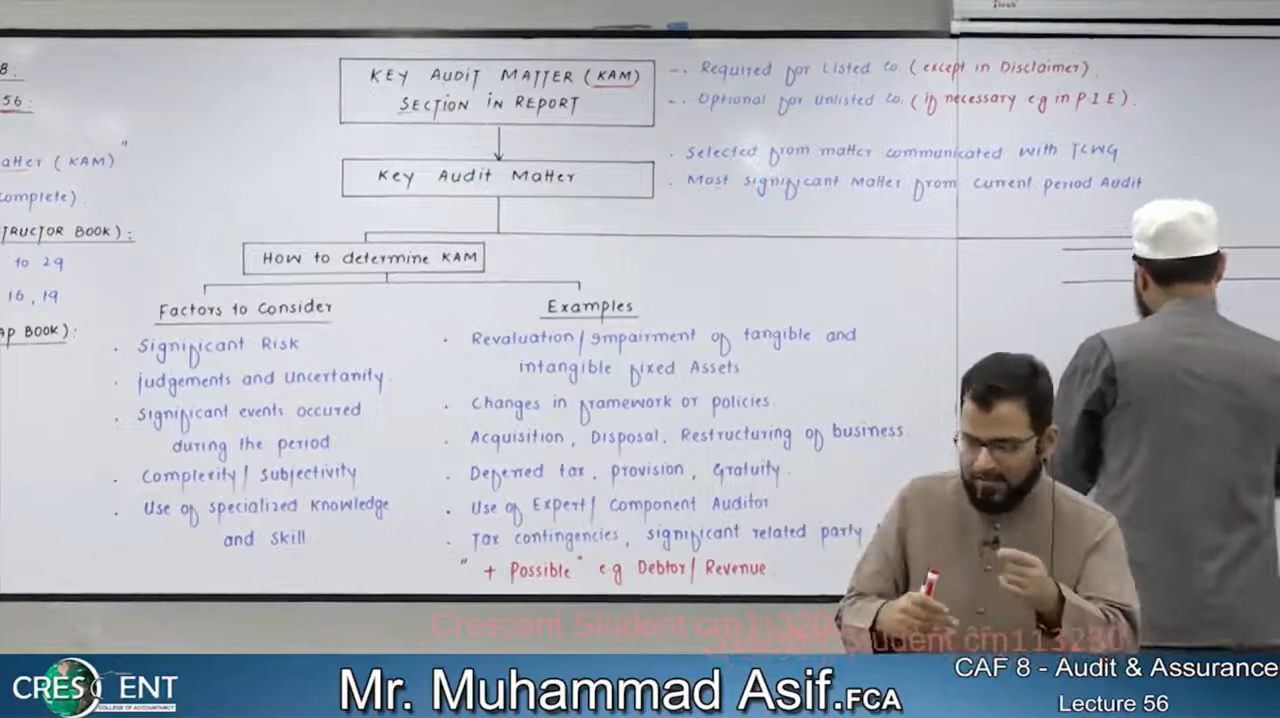 8.
56:
atter (KAM)"
complete).
TRUCTOR BOOK):
to 29
16, 19
AP BOOK):
KEY AUDIT MATTER (KAM)
SECTION IN REPORT
-. Required for Listed Co. (except in Disclaimer).
-. Optional for Unlisted Co. (if necessary e.g in P I E).
Key Audit Matter
. Selected from matter communicated with TCWG
. Most significant Matter from current period Audit
How to determine KAM
Factors to Consider
. Significant Risk
. Judgements and Uncertanity
. Significant events occured
during the period
. Complexity / Subjectivity
. Use of specialized Knowledge
and Skill
Examples
. Revaluation / Impairment of tangible and
intangible fixed Assets
. Changes in framework or policies.
. Acquisition, Disposal, Restructuring of business
. Deferred tax, provision, Gratuity.
. Use of Expert / Component Auditor
. Tax contingencies, significant related party
" + Possible " e.g Debtor / Revenue
Crescent Student cm113230
Student cm113230
CRESCENT
COLLEGE OF ACCOUNTANCY
Mr. Muhammad Asif.FCA
CAF 8 - Audit & Assurance
Lecture 56